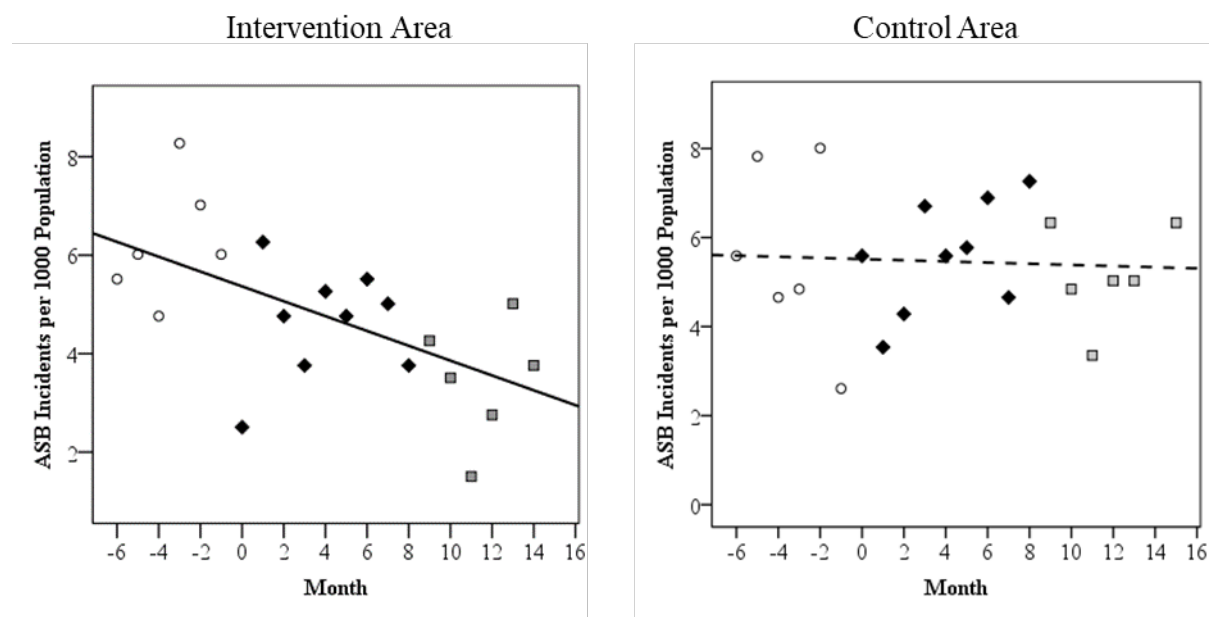 Intervention Area
ASB Incidents per 1000 Population
8
6
4
2
-6 -4 -2 0 2 4 6 8 10 12 14 16
Month
Control Area
ASB Incidents per 1000 Population
8
6
4
2
0
-6 -4 -2 0 2 4 6 8 10 12 14 16
Month